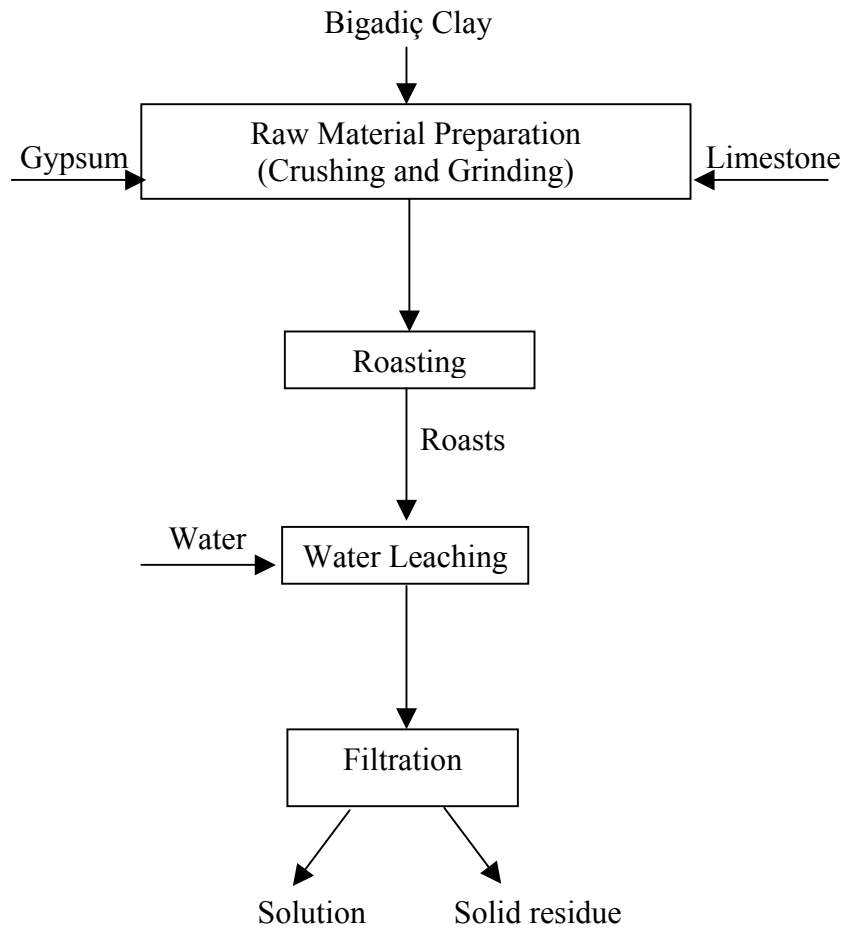 Bigadiç Clay
Raw Material Preparation
(Crushing and Grinding)
Gypsum
Limestone
Roasting
Roasts
Water
Water Leaching
Filtration
Solution
Solid residue